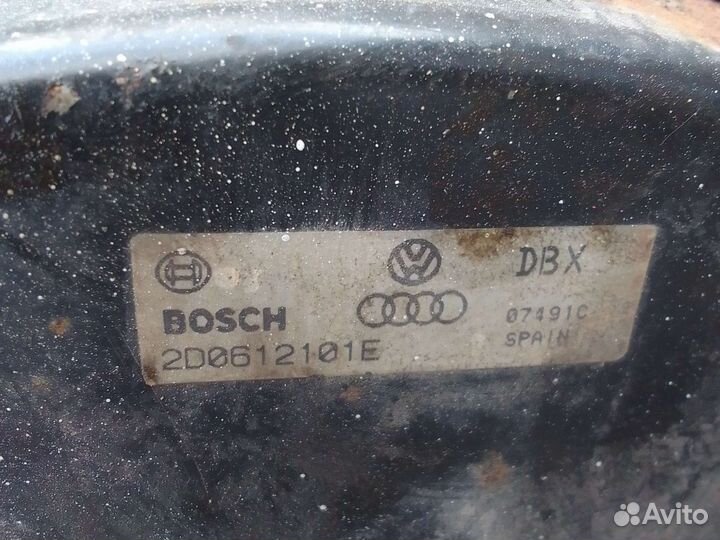 BOSCH
2D0612101E
DBX
07491C
SPAIN
Avito